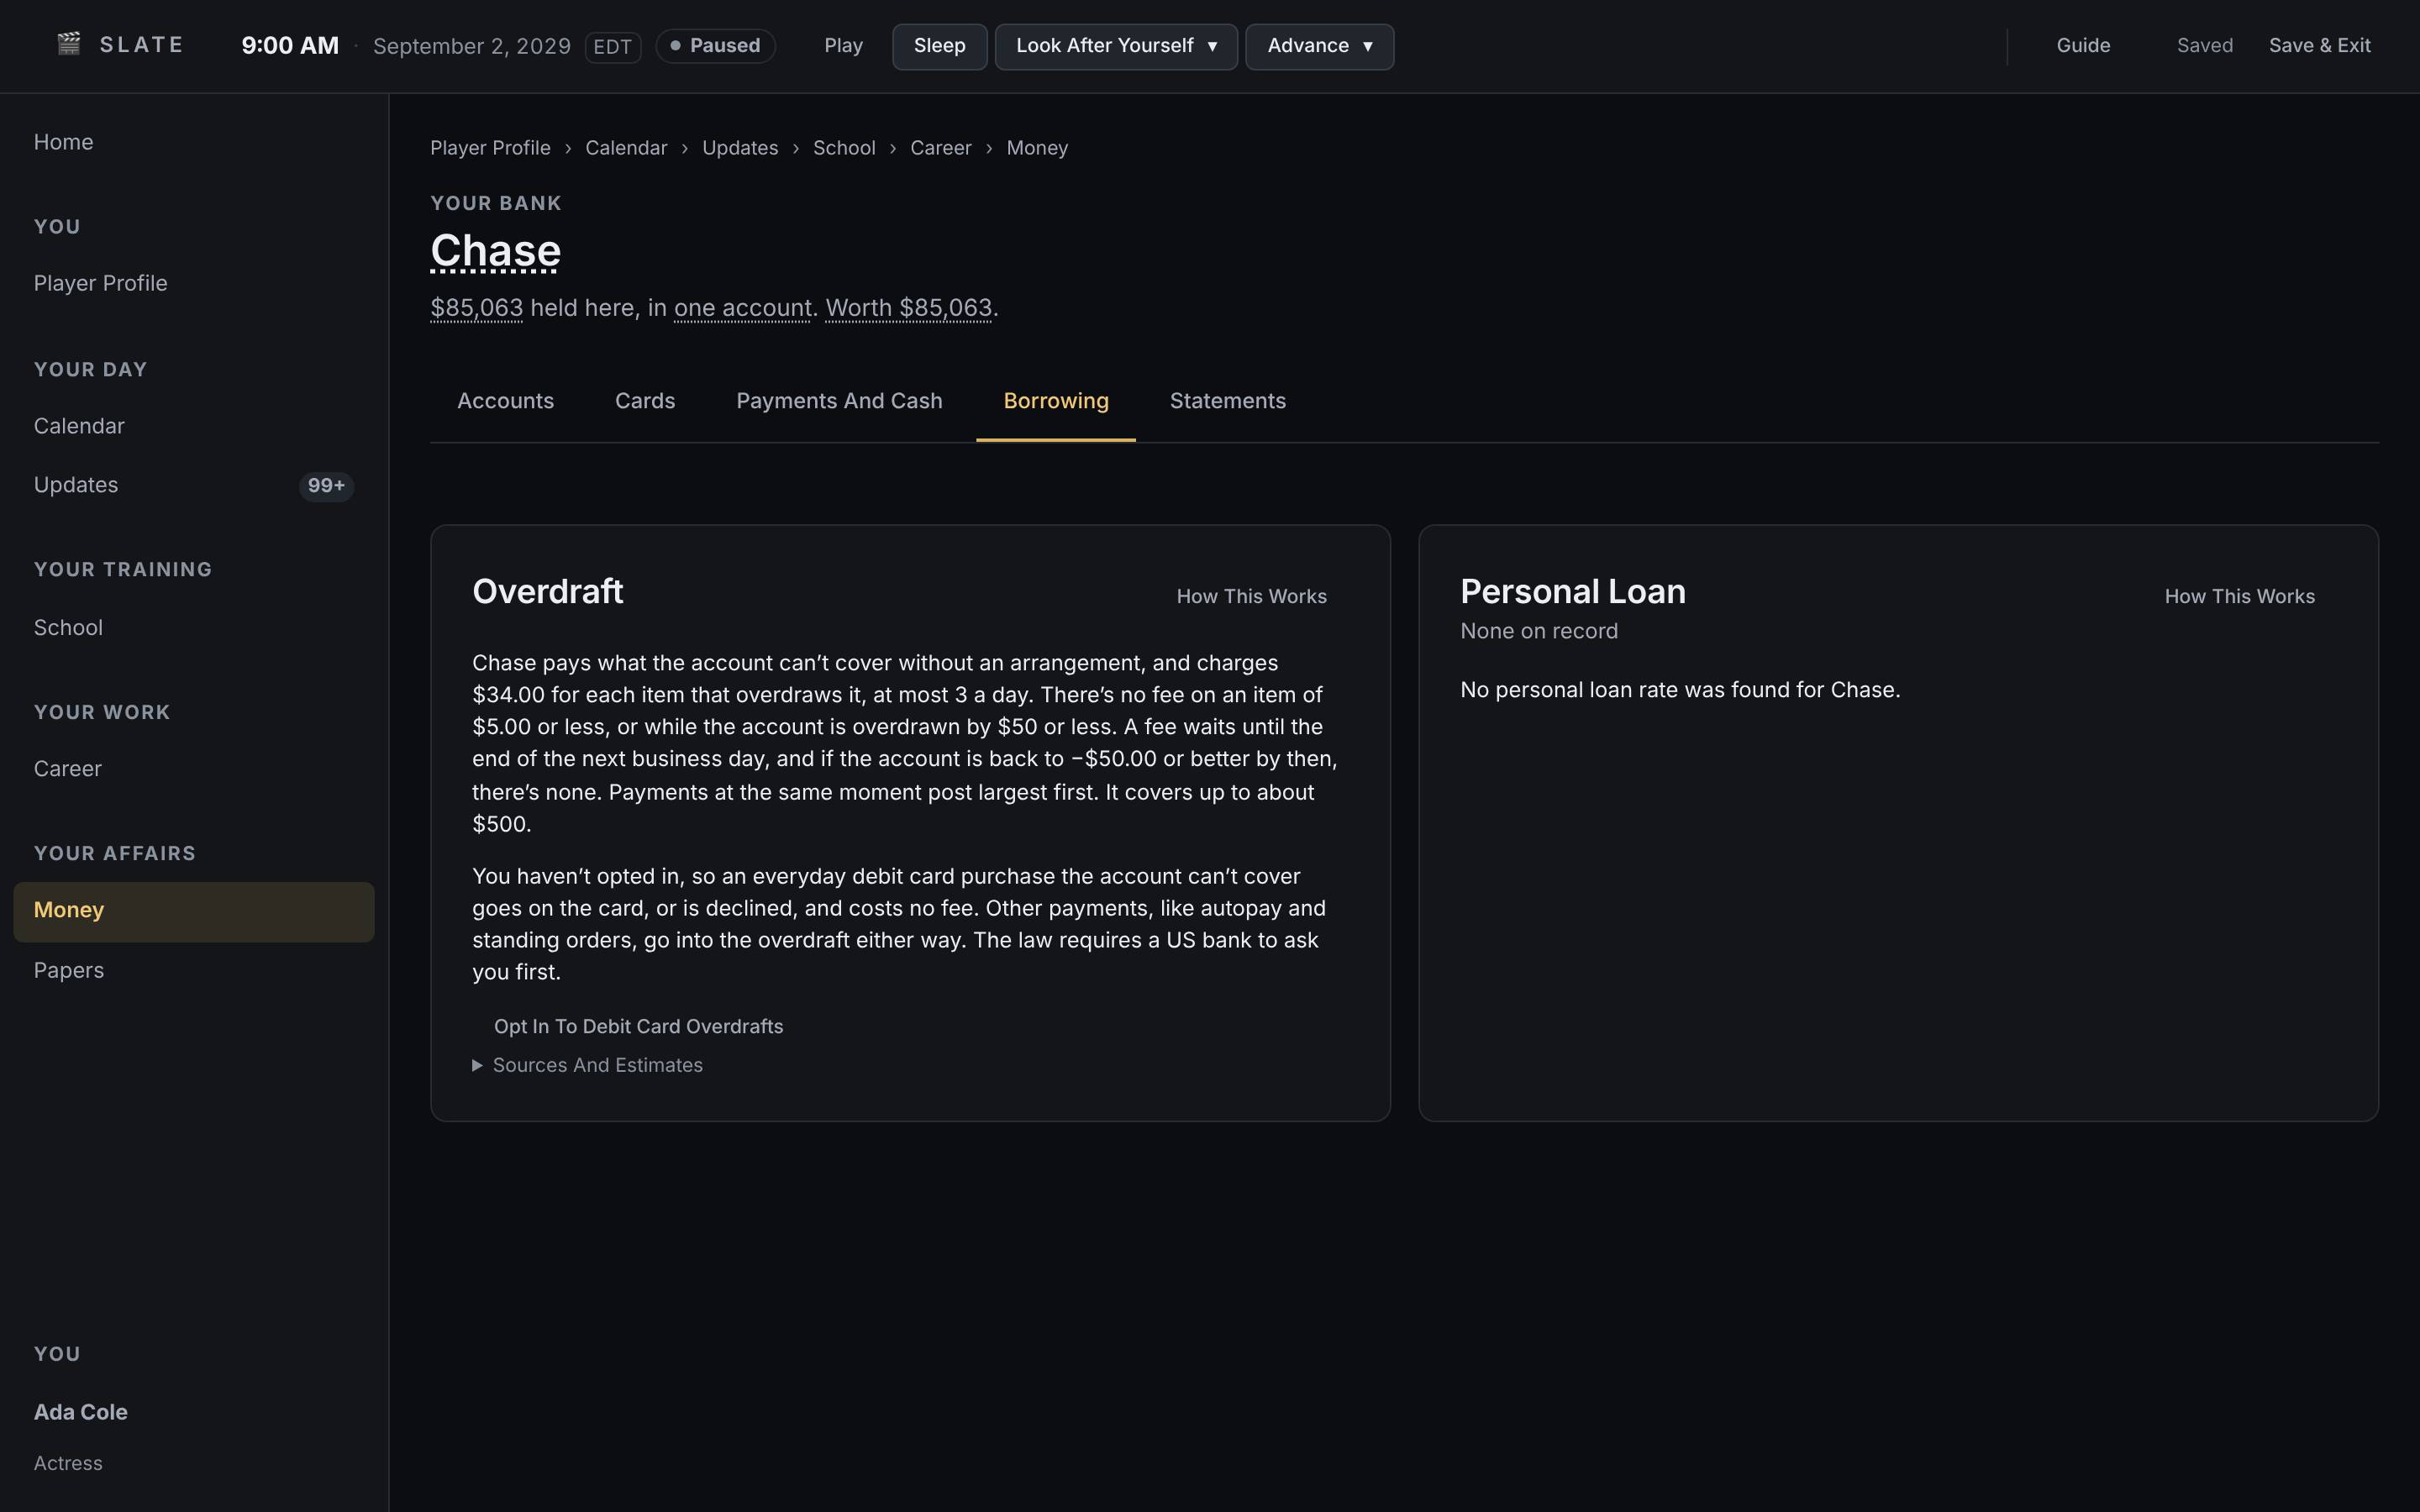 🎬 SLATE
9:00 AM · September 2, 2029 EDT Paused Play Sleep Look After Yourself ▾ Advance ▾ Guide Saved Save & Exit
Home
YOU
Player Profile
YOUR DAY
Calendar
Updates 99+
YOUR TRAINING
School
YOUR WORK
Career
YOUR AFFAIRS
Money
Papers
YOU
Ada Cole
Actress
Player Profile › Calendar › Updates › School › Career › Money
YOUR BANK
Chase
$85,063 held here, in one account. Worth $85,063.
Accounts Cards Payments And Cash Borrowing Statements
Overdraft How This Works
Chase pays what the account can’t cover without an arrangement, and charges
$34.00 for each item that overdraws it, at most 3 a day. There’s no fee on an item of
$5.00 or less, or while the account is overdrawn by $50 or less. A fee waits until the
end of the next business day, and if the account is back to −$50.00 or better by then,
there’s none. Payments at the same moment post largest first. It covers up to about
$500.
You haven’t opted in, so an everyday debit card purchase the account can’t cover
goes on the card, or is declined, and costs no fee. Other payments, like autopay and
standing orders, go into the overdraft either way. The law requires a US bank to ask
you first.
Opt In To Debit Card Overdrafts
▶ Sources And Estimates
Personal Loan How This Works
None on record
No personal loan rate was found for Chase.